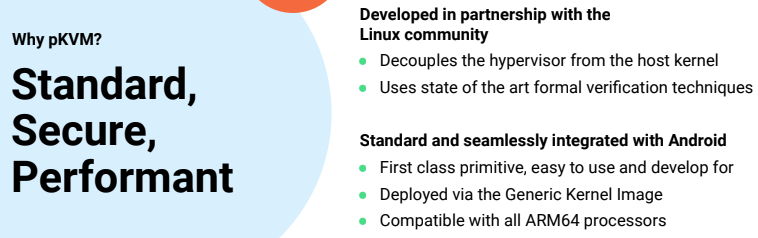 Why pKVM?
Standard,
Secure,
Performant
Developed in partnership with the
Linux community
Decouples the hypervisor from the host kernel
Uses state of the art formal verification techniques
Standard and seamlessly integrated with Android
First class primitive, easy to use and develop for
Deployed via the Generic Kernel Image
Compatible with all ARM64 processors